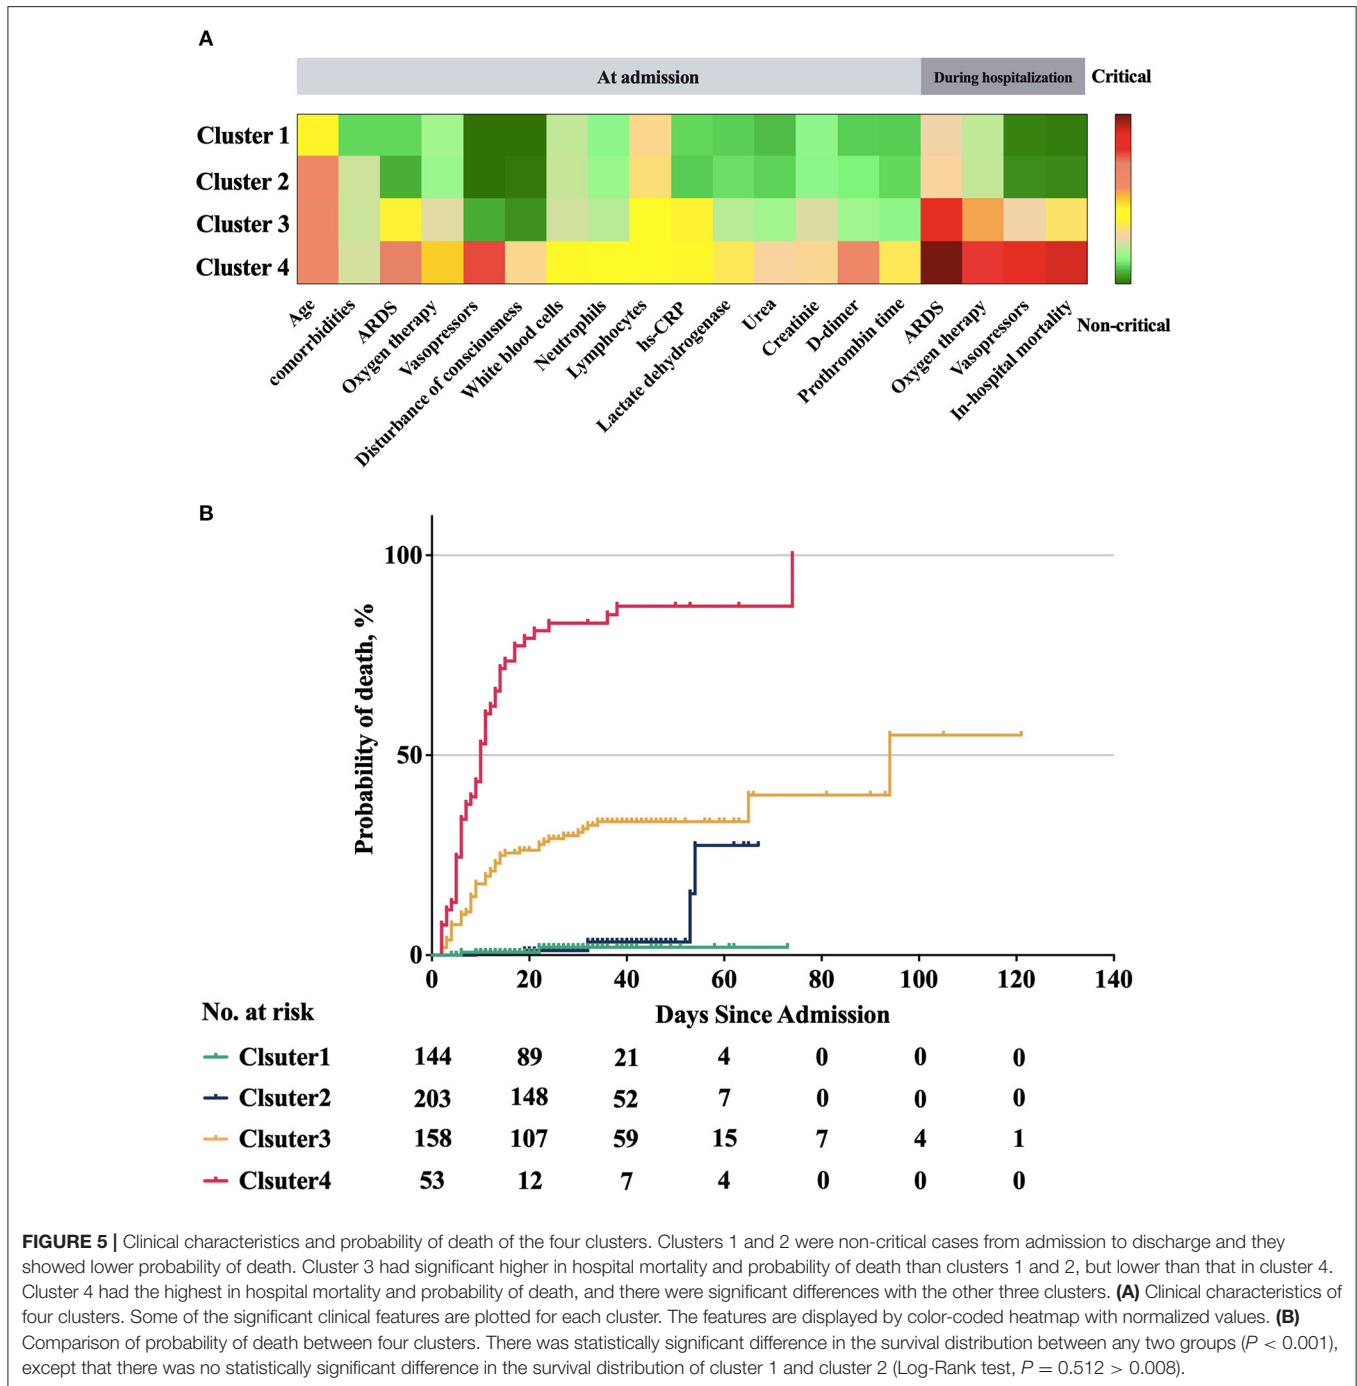 A
At admission
During hospitalization
Critical
Cluster 1
Cluster 2
Cluster 3
Cluster 4
Non-critical
Age
comorrbidities
ARDS
Oxygen therapy
Vasopressors
Disturbance of consciousness
White blood cells
Neutrophils
Lymphocytes
hs-CRP
Lactate dehydrogenase
Urea
Creatinie
D-dimer
Prothrombin time
ARDS
Oxygen therapy
Vasopressors
In-hospital mortality
B
Probability of death, %
100
50
0
0 20 40 60 80 100 120 140
Days Since Admission
No. at risk
Clsuter1 144 89 21 4 0 0 0
Clsuter2 203 148 52 7 0 0 0
Clsuter3 158 107 59 15 7 4 1
Clsuter4 53 12 7 4 0 0 0
FIGURE 5 | Clinical characteristics and probability of death of the four clusters. Clusters 1 and 2 were non-critical cases from admission to discharge and they
showed lower probability of death. Cluster 3 had significant higher in hospital mortality and probability of death than clusters 1 and 2, but lower than that in cluster 4.
Cluster 4 had the highest in hospital mortality and probability of death, and there were significant differences with the other three clusters. (A) Clinical characteristics of
four clusters. Some of the significant clinical features are plotted for each cluster. The features are displayed by color-coded heatmap with normalized values. (B)
Comparison of probability of death between four clusters. There was statistically significant difference in the survival distribution between any two groups (P < 0.001),
except that there was no statistically significant difference in the survival distribution of cluster 1 and cluster 2 (Log-Rank test, P = 0.512 > 0.008).